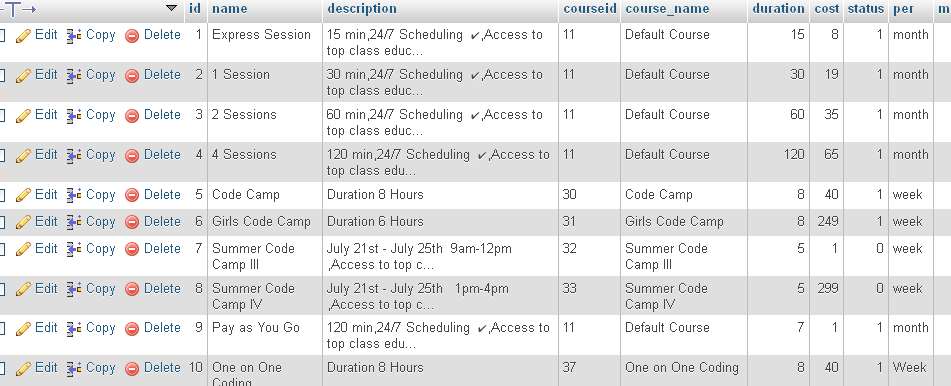 id name description courseid course_name duration cost status per m
Edit Copy Delete 1 Express Session 15 min,24/7 Scheduling ✔,Access to 11 Default Course 15 8 1 month
top class educ...
Edit Copy Delete 2 1 Session 30 min,24/7 Scheduling ✔,Access to 11 Default Course 30 19 1 month
top class educ...
Edit Copy Delete 3 2 Sessions 60 min,24/7 Scheduling ✔,Access to 11 Default Course 60 35 1 month
top class educ...
Edit Copy Delete 4 4 Sessions 120 min,24/7 Scheduling ✔,Access to 11 Default Course 120 65 1 month
top class edu...
Edit Copy Delete 5 Code Camp Duration 8 Hours 30 Code Camp 8 40 1 week
Edit Copy Delete 6 Girls Code Camp Duration 6 Hours 31 Girls Code Camp 8 249 1 week
Edit Copy Delete 7 Summer Code July 21st - July 25th 9am-12pm 32 Summer Code 5 1 0 week
Camp III ,Access to top c... Camp III
Edit Copy Delete 8 Summer Code July 21st - July 25th 1pm-4pm 33 Summer Code 5 299 0 week
Camp IV ,Access to top c... Camp IV
Edit Copy Delete 9 Pay as You Go 120 min,24/7 Scheduling ✔,Access to 11 Default Course 7 1 1 month
top class edu...
Edit Copy Delete 10 One on One Duration 8 Hours 37 One on One Coding 8 40 1 Week
Coding